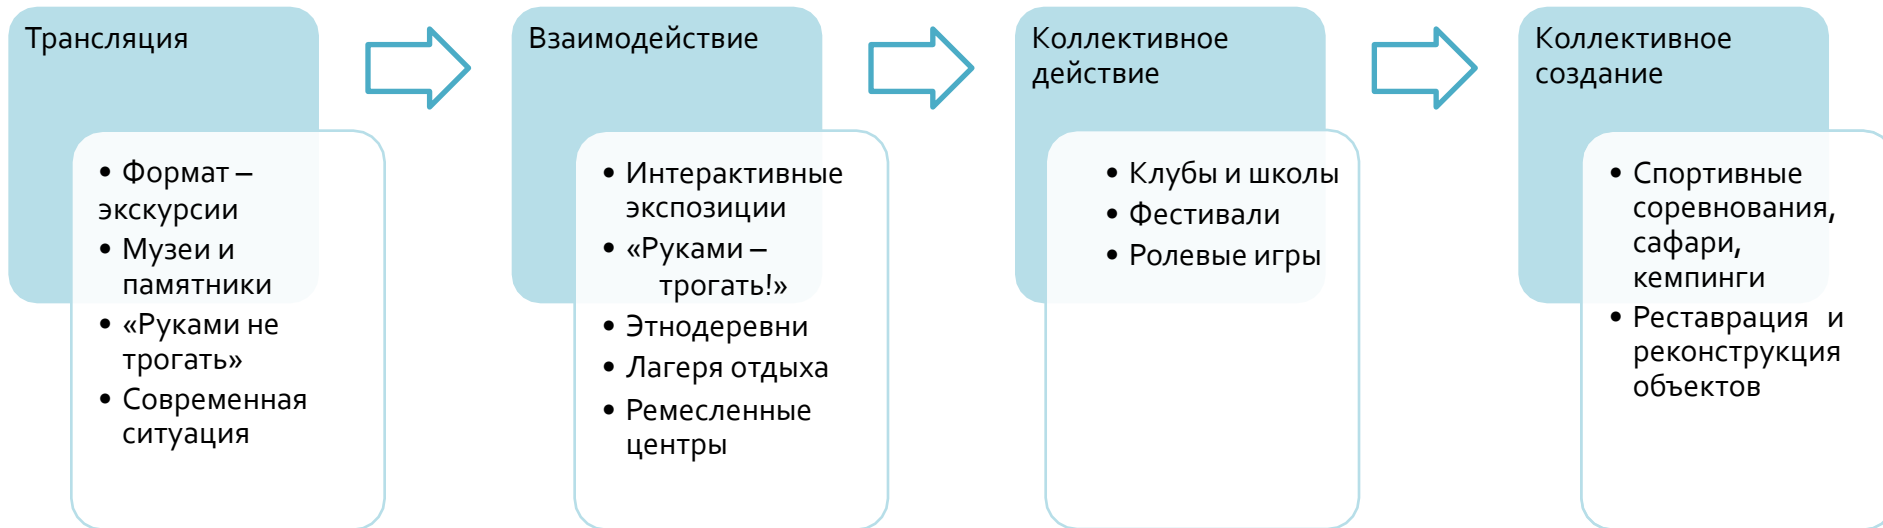 Трансляция
• Формат –
экскурсии
• Музеи и
памятники
• «Руками не
трогать»
• Современная
ситуация
Взаимодействие
• Интерактивные
экспозиции
• «Руками –
трогать!»
• Этнодеревни
• Лагеря отдыха
• Ремесленные
центры
Коллективное
действие
• Клубы и школы
• Фестивали
• Ролевые игры
Коллективное
создание
• Спортивные
соревнования,
сафари,
кемпинги
• Реставрация и
реконструкция
объектов